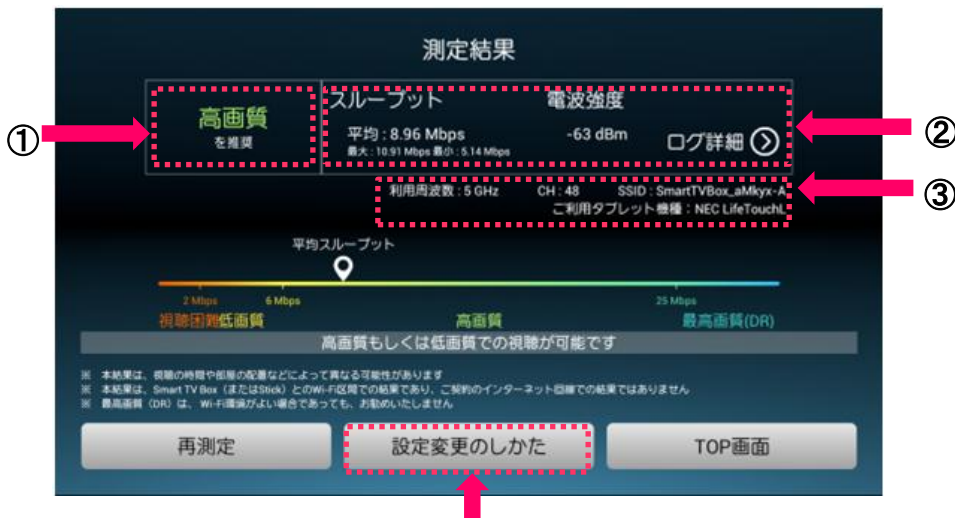 測定結果
①
高画質
を推奨
スループット
電波強度
平均 : 8.96 Mbps
-63 dBm
最大 : 10.91 Mbps 最小 : 5.14 Mbps
ログ詳細
②
利用周波数 : 5 GHz CH : 48 SSID : SmartTVBox_aMkyx-A
ご利用タブレット機種 : NEC LifeTouchL
③
平均スループット
2 Mbps
6 Mbps
25 Mbps
視聴困難
低画質
高画質
最高画質(DR)
高画質もしくは低画質での視聴が可能です
※ 本結果は、視聴の時間や部屋の配置などによって異なる可能性があります
※ 本結果は、Smart TV Box（またはStick）とのWi-Fi区間での結果であり、ご契約のインターネット回線での結果ではありません
※ 最高画質（DR）は、Wi-Fi環境がよい場合であっても、お勧めいたしません
再測定
設定変更のしかた
TOP画面